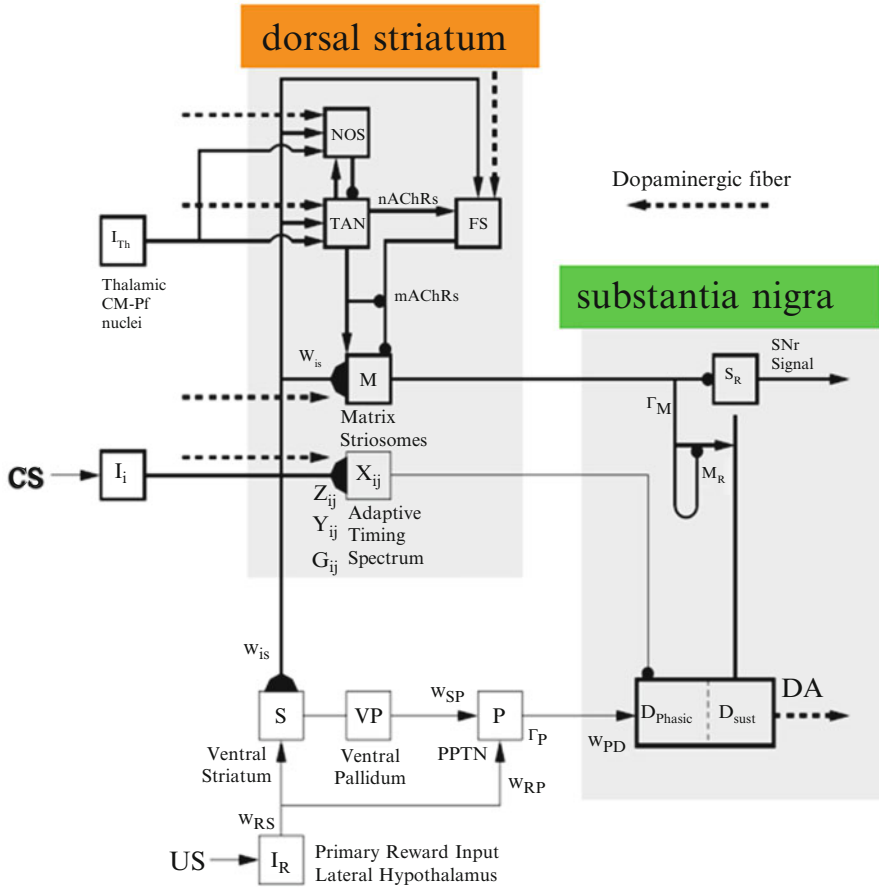 dorsal striatum
NOS
Dopaminergic fiber
nAChRs
TAN
FS
I_Th
Thalamic
CM-Pf
nuclei
mAChRs
substantia nigra
W_is
M
S_R
SNr
Signal
Γ_M
Matrix
Striosomes
M_R
CS
I_i
X_ij
Z_ij
Y_ij
G_ij
Adaptive
Timing
Spectrum
W_is
S
VP
W_SP
P
Γ_P
W_PD
D_Phasic
D_sust
DA
Ventral
Striatum
Ventral
Pallidum
PPTN
W_RP
W_RS
US
I_R
Primary Reward Input
Lateral Hypothalamus